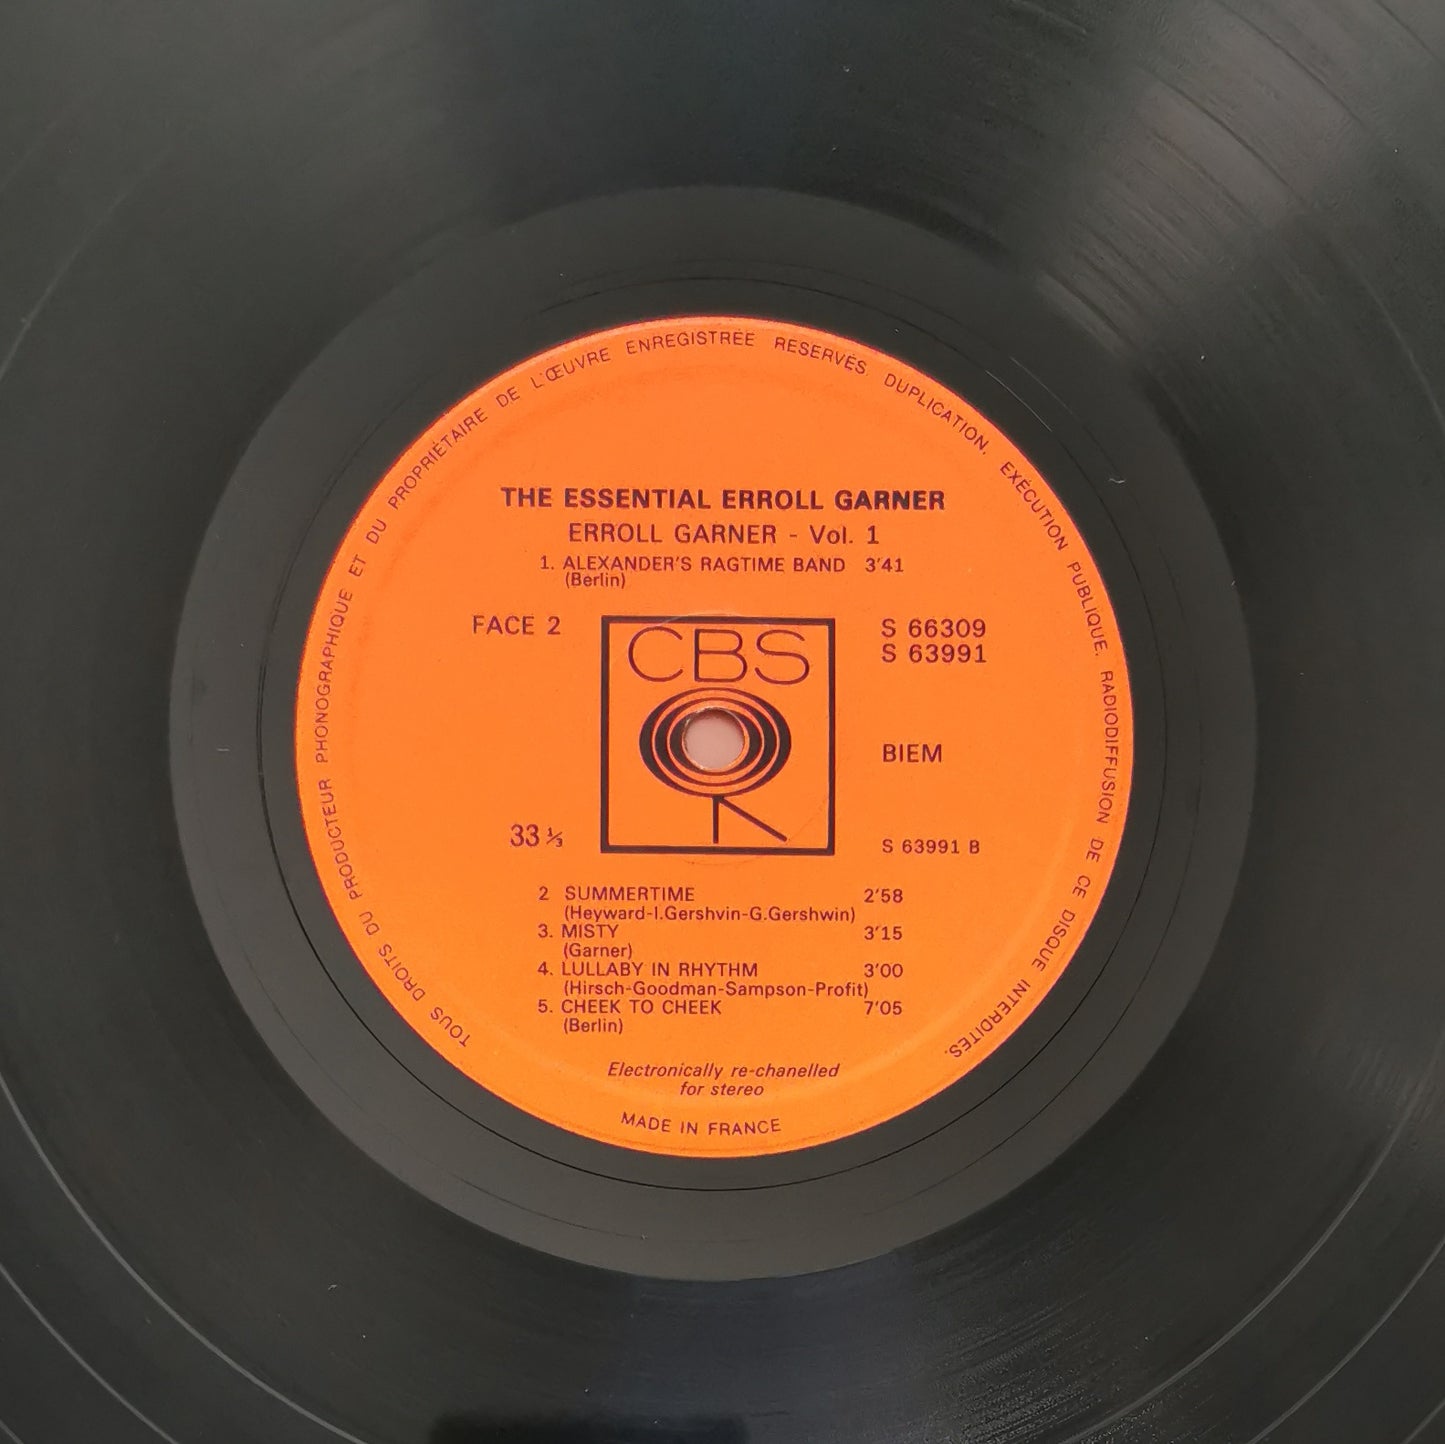 TOUS DROITS DU PRODUCTEUR PHONOGRAPHIQUE ET DU PROPRIÉTAIRE DE L'ŒUVRE ENREGISTRÉE RESERVÉS. DUPLICATION, EXÉCUTION PUBLIQUE, RADIODIFFUSION DE CE DISQUE INTERDITES.
THE ESSENTIAL ERROLL GARNER
ERROLL GARNER - Vol. 1
1. ALEXANDER'S RAGTIME BAND 3'41
(Berlin)
FACE 2
CBS
S 66309
S 63991
BIEM
33 ⅓
S 63991 B
2 SUMMERTIME 2'58
(Heyward-I.Gershvin-G.Gershwin)
3. MISTY 3'15
(Garner)
4. LULLABY IN RHYTHM 3'00
(Hirsch-Goodman-Sampson-Profit)
5. CHEEK TO CHEEK 7'05
(Berlin)
Electronically re-chanelled
for stereo
MADE IN FRANCE